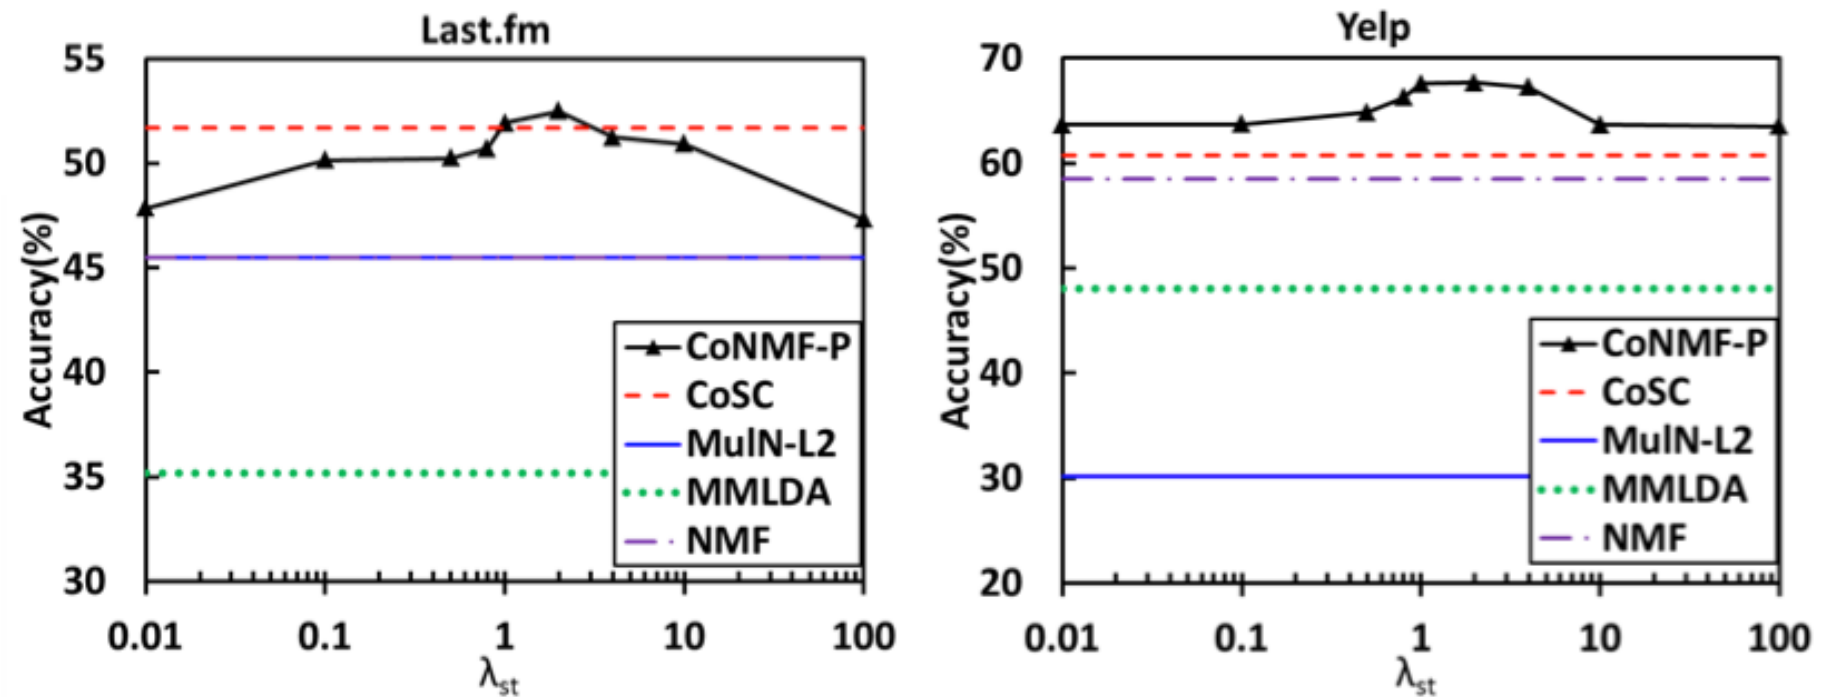 Last.fm
55
50
45
40
35
30
Accuracy(%)
CoNMF-P
CoSC
MulN-L2
MMLDA
NMF
0.01 0.1 1 10 100
λst
Yelp
70
60
50
40
30
20
Accuracy(%)
CoNMF-P
CoSC
MulN-L2
MMLDA
NMF
0.01 0.1 1 10 100
λst